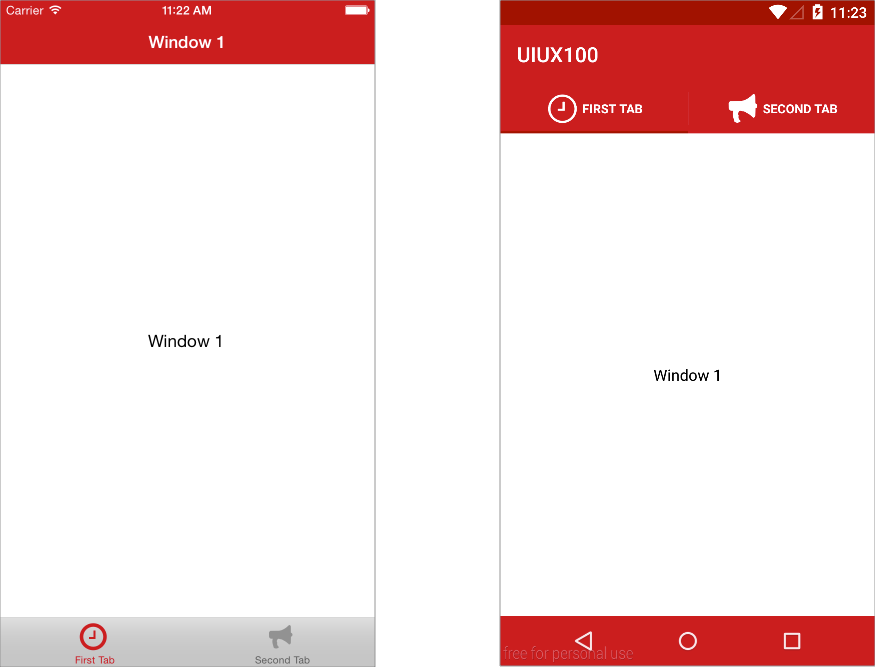 Carrier 11:22 AM
Window 1
Window 1
First Tab Second Tab
11:23
UIUX100
FIRST TAB SECOND TAB
Window 1
free for personal use